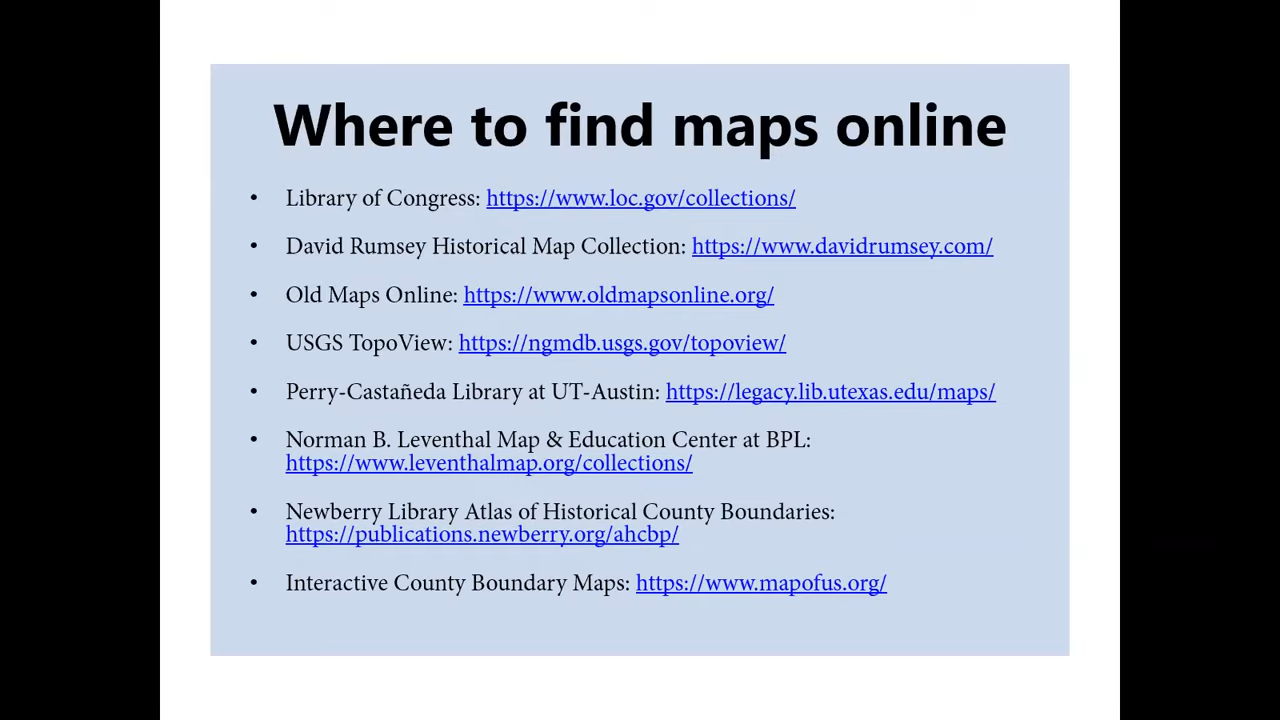 Where to find maps online
• Library of Congress: https://www.loc.gov/collections/
• David Rumsey Historical Map Collection: https://www.davidrumsey.com/
• Old Maps Online: https://www.oldmapsonline.org/
• USGS TopoView: https://ngmdb.usgs.gov/topoview/
• Perry-Castañeda Library at UT-Austin: https://legacy.lib.utexas.edu/maps/
• Norman B. Leventhal Map & Education Center at BPL:
https://www.leventhalmap.org/collections/
• Newberry Library Atlas of Historical County Boundaries:
https://publications.newberry.org/ahcbp/
• Interactive County Boundary Maps: https://www.mapofus.org/